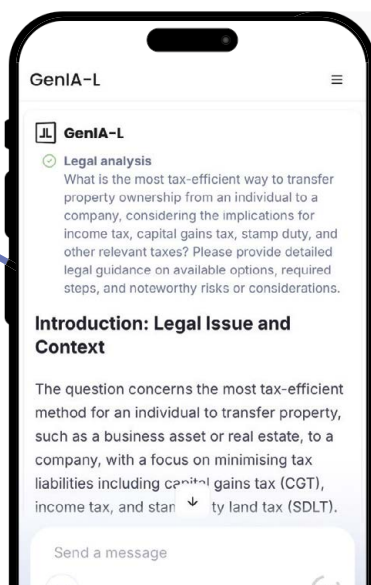 GenIA-L
GenIA-L
Legal analysis
What is the most tax-efficient way to transfer
property ownership from an individual to a
company, considering the implications for
income tax, capital gains tax, stamp duty, and
other relevant taxes? Please provide detailed
legal guidance on available options, required
steps, and noteworthy risks or considerations.
Introduction: Legal Issue and
Context
The question concerns the most tax-efficient
method for an individual to transfer property,
such as a business asset or real estate, to a
company, with a focus on minimising tax
liabilities including capital gains tax (CGT),
income tax, and stan ty land tax (SDLT).
Send a message